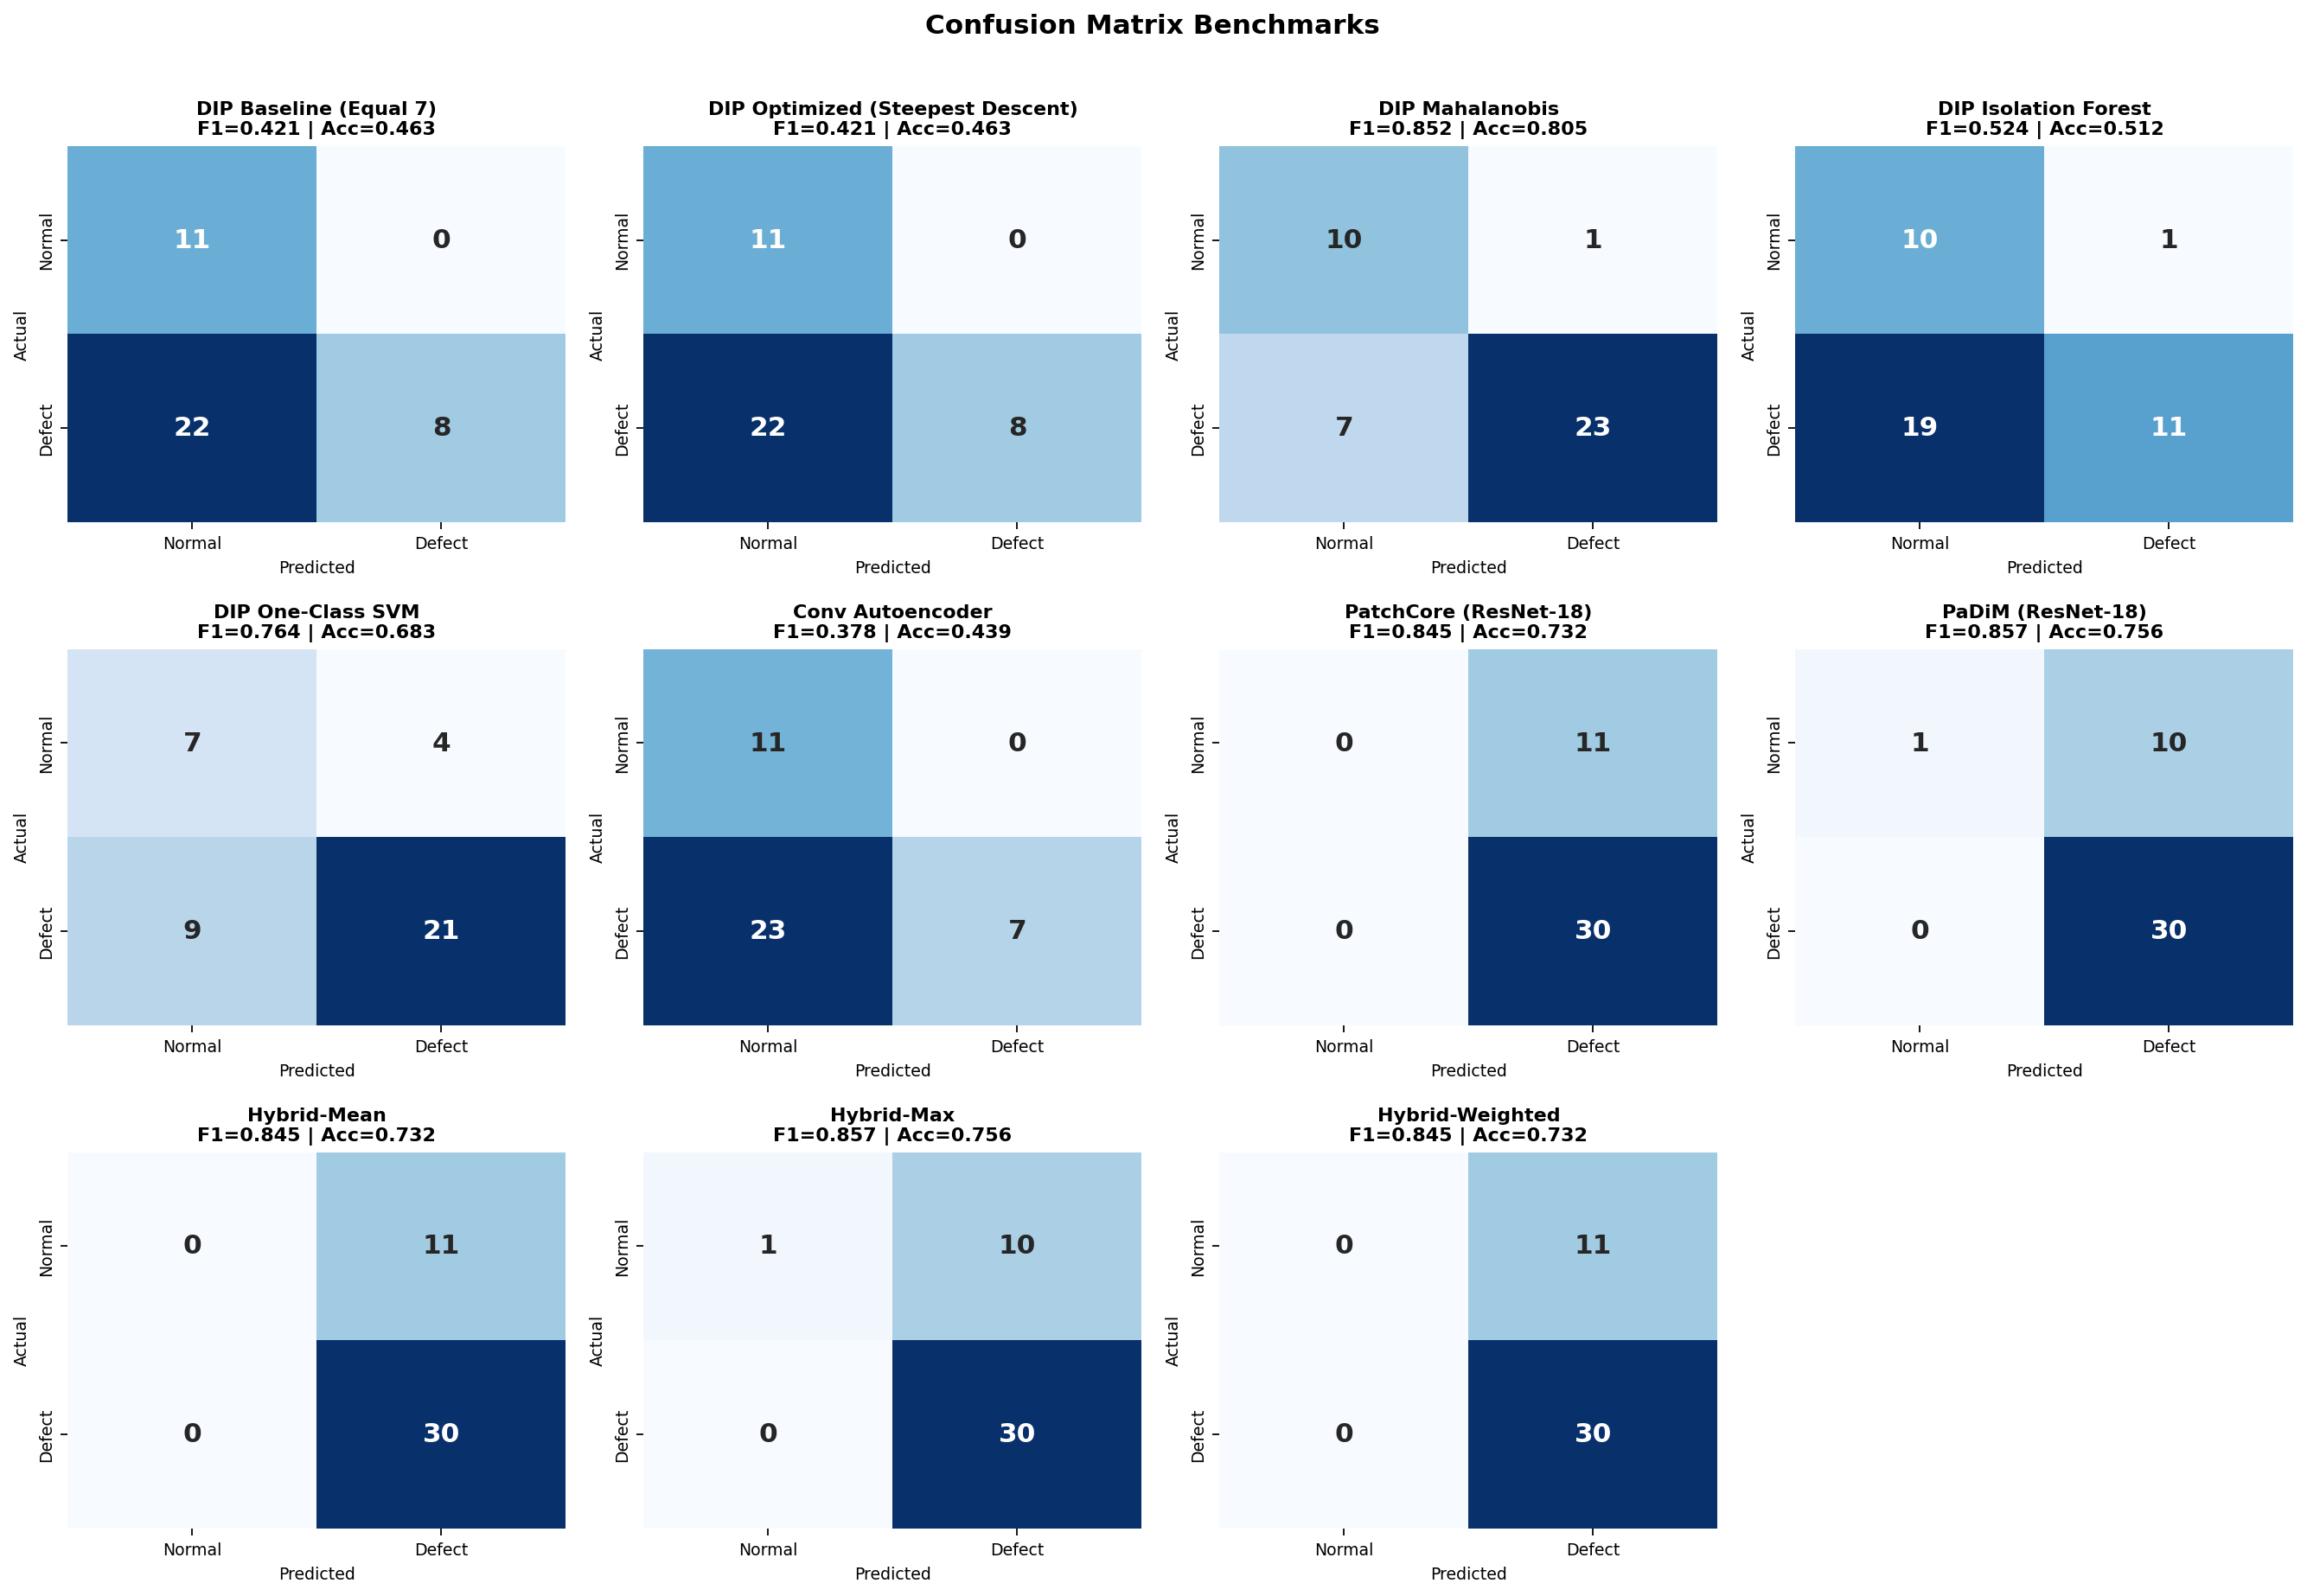 Confusion Matrix Benchmarks
DIP Baseline (Equal 7)
F1=0.421 | Acc=0.463
Actual
Normal
Defect
11
0
22
8
Normal
Defect
Predicted
DIP Optimized (Steepest Descent)
F1=0.421 | Acc=0.463
Actual
Normal
Defect
11
0
22
8
Normal
Defect
Predicted
DIP Mahalanobis
F1=0.852 | Acc=0.805
Actual
Normal
Defect
10
1
7
23
Normal
Defect
Predicted
DIP Isolation Forest
F1=0.524 | Acc=0.512
Actual
Normal
Defect
10
1
19
11
Normal
Defect
Predicted
DIP One-Class SVM
F1=0.764 | Acc=0.683
Actual
Normal
Defect
7
4
9
21
Normal
Defect
Predicted
Conv Autoencoder
F1=0.378 | Acc=0.439
Actual
Normal
Defect
11
0
23
7
Normal
Defect
Predicted
PatchCore (ResNet-18)
F1=0.845 | Acc=0.732
Actual
Normal
Defect
0
11
0
30
Normal
Defect
Predicted
PaDiM (ResNet-18)
F1=0.857 | Acc=0.756
Actual
Normal
Defect
1
10
0
30
Normal
Defect
Predicted
Hybrid-Mean
F1=0.845 | Acc=0.732
Actual
Normal
Defect
0
11
0
30
Normal
Defect
Predicted
Hybrid-Max
F1=0.857 | Acc=0.756
Actual
Normal
Defect
1
10
0
30
Normal
Defect
Predicted
Hybrid-Weighted
F1=0.845 | Acc=0.732
Actual
Normal
Defect
0
11
0
30
Normal
Defect
Predicted